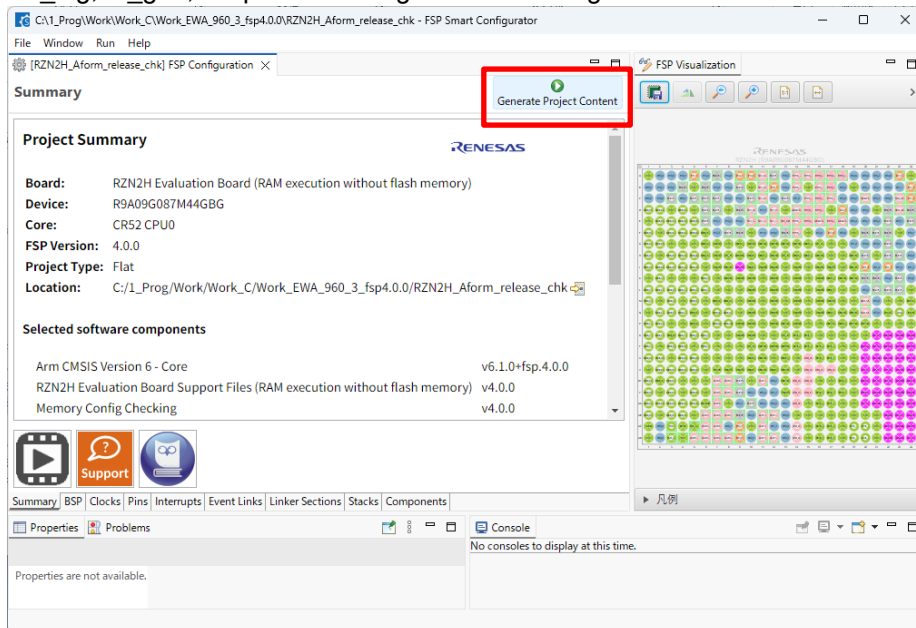 C:\1_Prog\Work\Work_C\Work_EWA_960_3_fsp4.0.0\RZN2H_Aform_release_chk - FSP Smart Configurator
File Window Run Help
[RZN2H_Aform_release_chk] FSP Configuration
FSP Visualization
Summary
Generate Project Content
Project Summary
RENESAS
Board: RZN2H Evaluation Board (RAM execution without flash memory)
Device: R9A09G087M44GBG
Core: CR52 CPU0
FSP Version: 4.0.0
Project Type: Flat
Location: C:/1_Prog/Work/Work_C/Work_EWA_960_3_fsp4.0.0/RZN2H_Aform_release_chk
Selected software components
Arm CMSIS Version 6 - Core v6.1.0+fsp.4.0.0
RZN2H Evaluation Board Support Files (RAM execution without flash memory) v4.0.0
Memory Config Checking v4.0.0
Support
Summary BSP Clocks Pins Interrupts Event Links Linker Sections Stacks Components
RENESAS
凡例
Properties Problems
Console
No consoles to display at this time.
Properties are not available.